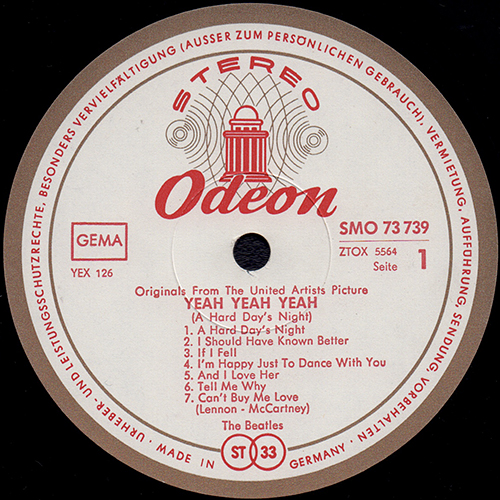 URHEBER - UND LEISTUNGSSCHUTZRECHTE, BESONDERS VERVIELFÄLTIGUNG (AUSSER ZUM PERSÖNLICHEN GEBRAUCH), VERMIETUNG, AUFFÜHRUNG, SENDUNG, VORBEHALTEN ·
STEREO
Odeon
GEMA
YEX 126
SMO 73 739
ZTOX 5564
Seite 1
Originals From The United Artists Picture
YEAH YEAH YEAH
(A Hard Day's Night)
1. A Hard Day's Night
2. I Should Have Known Better
3. If I Fell
4. I'm Happy Just To Dance With You
5. And I Love Her
6. Tell Me Why
7. Can't Buy Me Love
(Lennon - McCartney)
The Beatles
· MADE IN GERMANY ·
ST 33